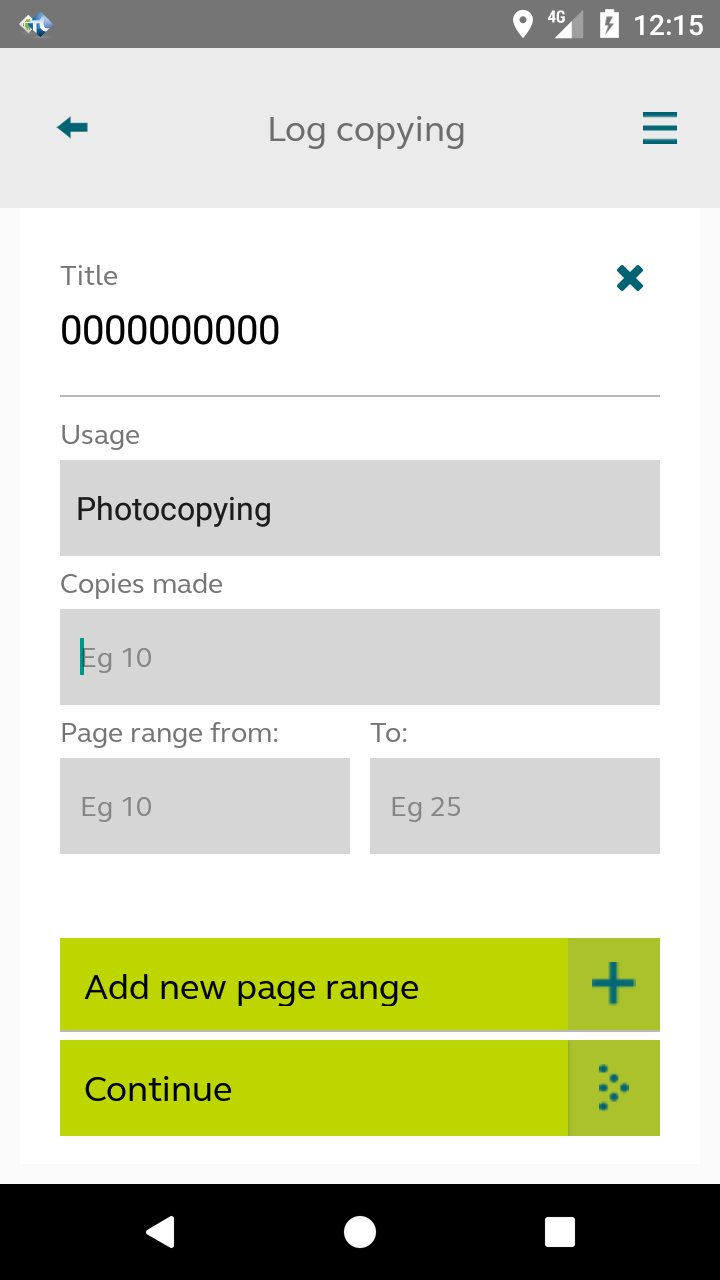 4G 12:15
Log copying
Title
0000000000
Usage
Photocopying
Copies made
Eg 10
Page range from: To:
Eg 10 Eg 25
Add new page range
Continue